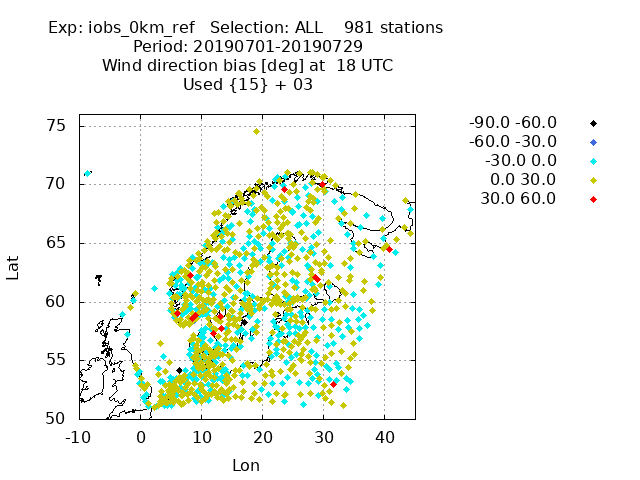 Exp: iobs_0km_ref   Selection: ALL    981 stations
Period: 20190701-20190729
Wind direction bias [deg] at  18 UTC
Used {15} + 03
-90.0 -60.0
-60.0 -30.0
-30.0 0.0
0.0 30.0
30.0 60.0
75
70
65
60
55
50
Lat
-10 0 10 20 30 40
Lon